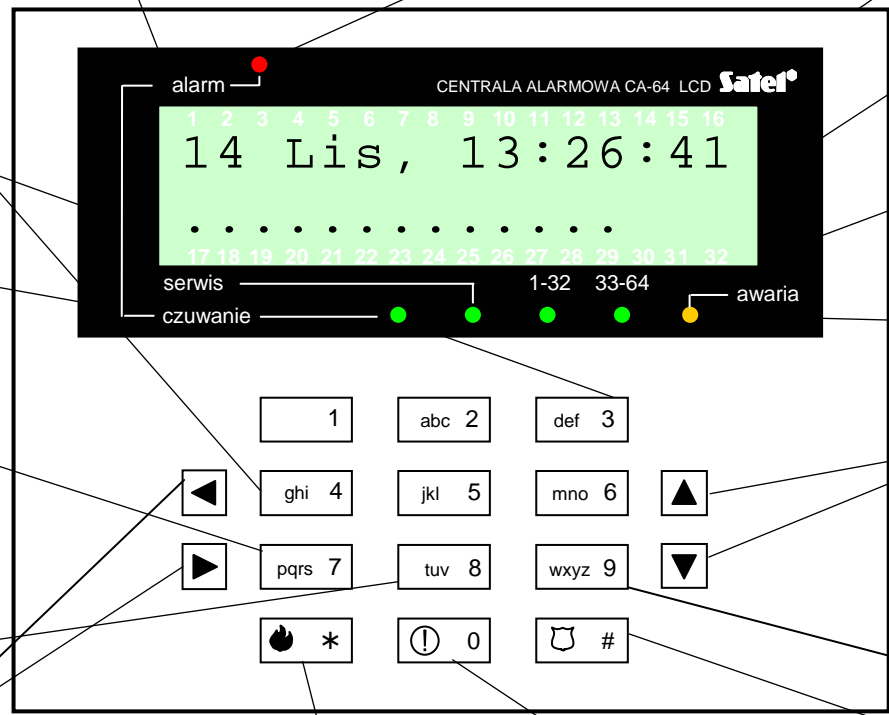 alarm CENTRALA ALARMOWA CA-64 LCD Satel®
1 2 3 4 5 6 7 8 9 10 11 12 13 14 15 16
14 Lis, 13:26:41
. . . . . . . . . . . . .
17 18 19 20 21 22 23 24 25 26 27 28 29 30 31 32
serwis 1-32 33-64
awaria
czuwanie
1 abc 2 def 3
ghi 4 jkl 5 mno 6
pqrs 7 tuv 8 wxyz 9
* ! 0 #